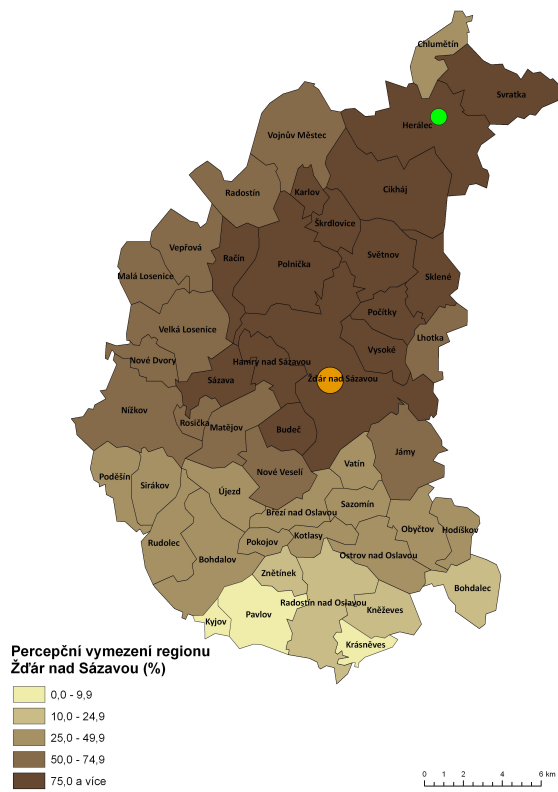 Chlumětín
Svratka
Herálec
Vojnův Městec
Cikháj
Radostín
Karlov
Škrdlovice
Vepřová
Račín
Polnička
Světnov
Malá Losenice
Sklené
Počítky
Velká Losenice
Lhotka
Vysoké
Nové Dvory
Hamry nad Sázavou
Sázava
Žďár nad Sázavou
Nížkov
Rosička
Matějov
Budeč
Jámy
Vatín
Nové Veselí
Poděšín
Sirákov
Újezd
Sazomín
Březí nad Oslavou
Obyčtov
Hodíškov
Kotlasy
Rudolec
Pokojov
Bohdalov
Ostrov nad Oslavou
Znětínek
Bohdalec
Radostín nad Oslavou
Kněževes
Pavlov
Kyjov
Krásněves
Percepční vymezení regionu
Žďár nad Sázavou (%)
0,0 - 9,9
10,0 - 24,9
25,0 - 49,9
50,0 - 74,9
75,0 a více
0 1 2 4 6 km